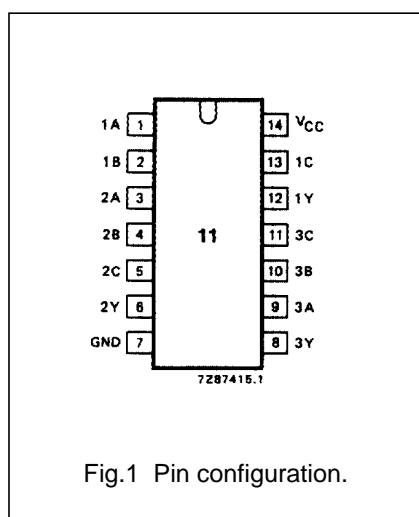 1A 1 14 VCC
1B 2 13 1C
2A 3 12 1Y
2B 4 11 11 3C
2C 5 10 3B
2Y 6 9 3A
GND 7 8 3Y
7Z87415.1
Fig.1 Pin configuration.